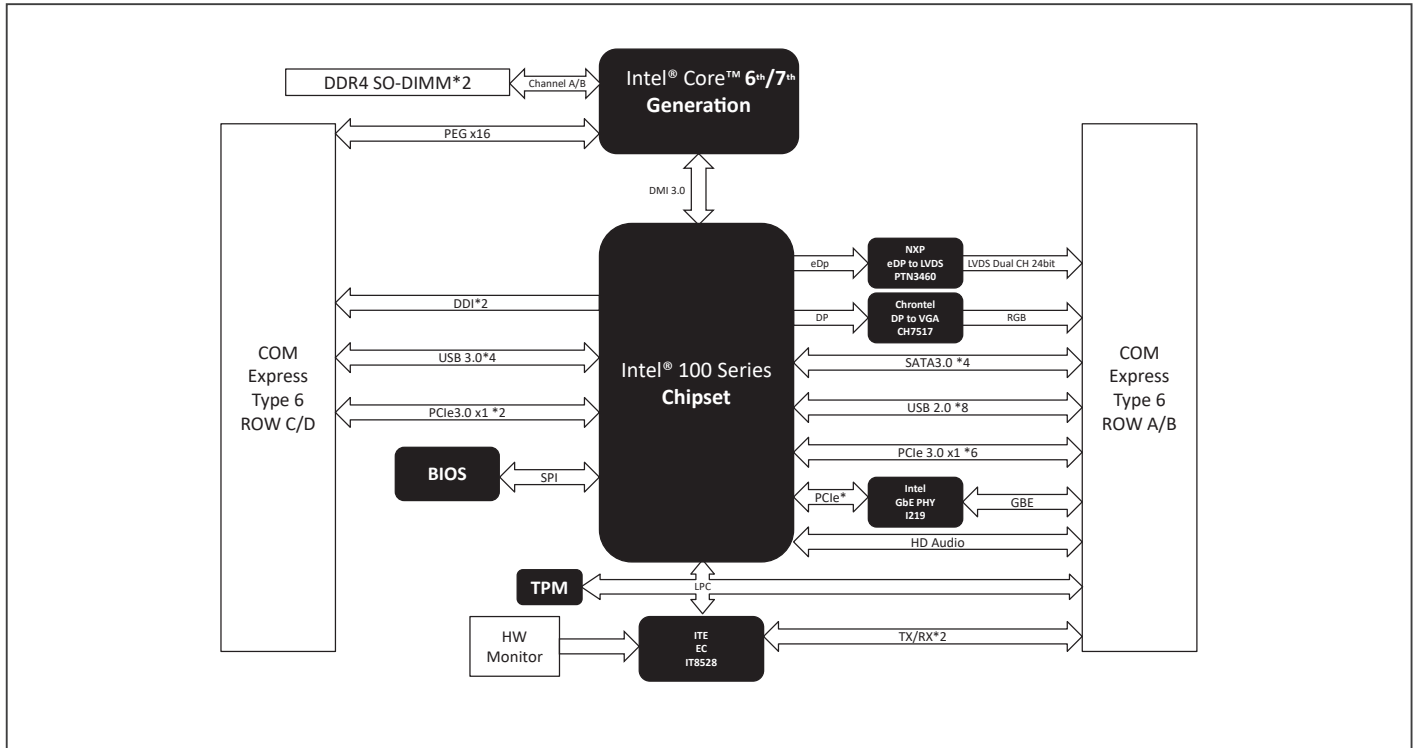 Intel® Core™ 6th/7th
Generation
DDR4 SO-DIMM*2
Channel A/B
PEG x16
DMI 3.0
COM
Express
Type 6
ROW C/D
DDI*2
USB 3.0*4
PCIe3.0 x1 *2
BIOS
SPI
Intel® 100 Series
Chipset
eDp
NXP
eDP to LVDS
PTN3460
LVDS Dual CH 24bit
DP
Chrontel
DP to VGA
CH7517
RGB
SATA3.0 *4
USB 2.0 *8
PCIe 3.0 x1 *6
PCIe*
Intel
GbE PHY
I219
GBE
HD Audio
COM
Express
Type 6
ROW A/B
TPM
LPC
HW
Monitor
ITE
EC
IT8528
TX/RX*2